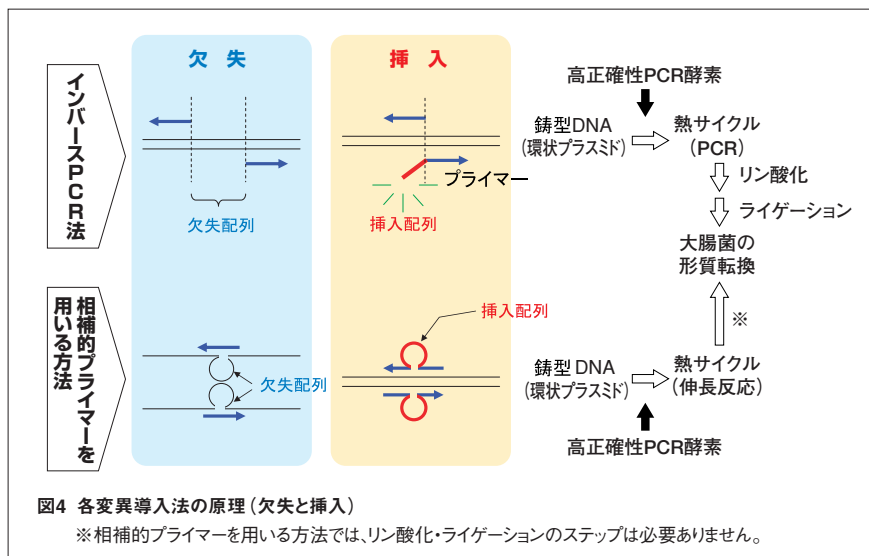 欠 失
挿 入
インバースPCR法
欠失配列
プライマー
挿入配列
高正確性PCR酵素
鋳型DNA
(環状プラスミド)
熱サイクル
(PCR)
リン酸化
ライゲーション
大腸菌の
形質転換
※
相補的プライマーを
用いる方法
欠失配列
挿入配列
鋳型DNA
(環状プラスミド)
熱サイクル
(伸長反応)
高正確性PCR酵素
図4 各変異導入法の原理(欠失と挿入)
※相補的プライマーを用いる方法では、リン酸化・ライゲーションのステップは必要ありません。